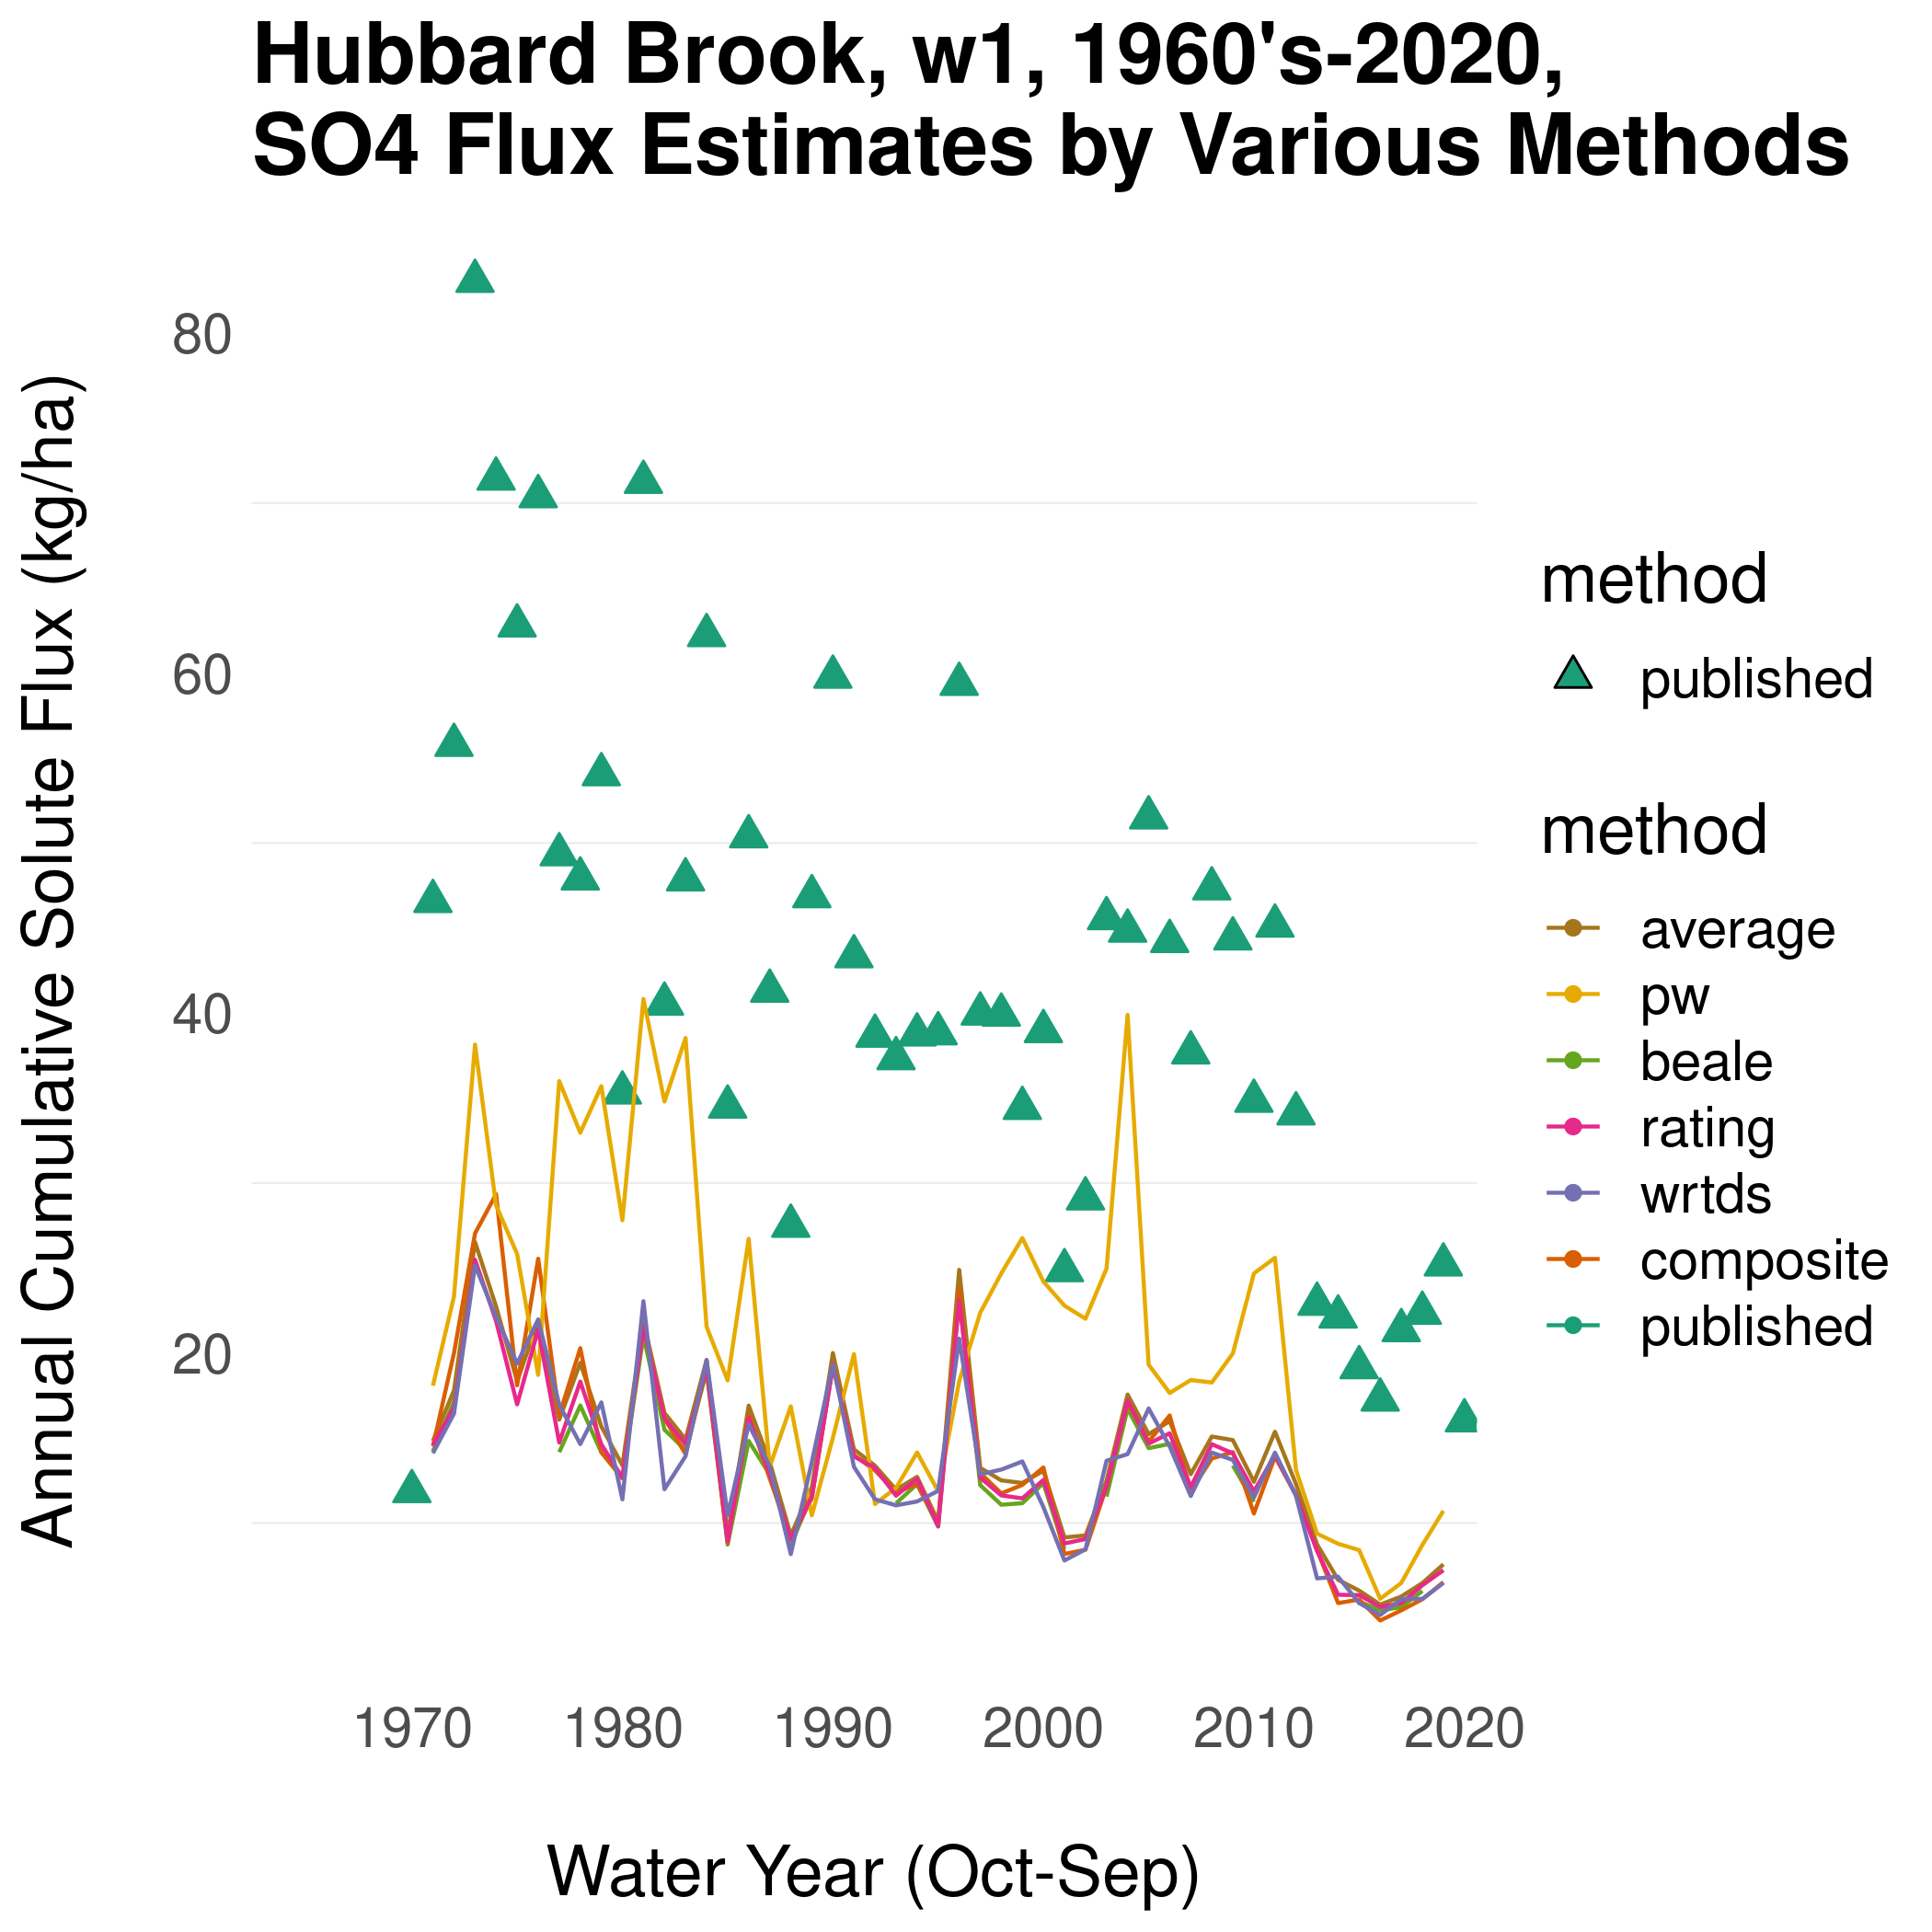 Hubbard Brook, w1, 1960's-2020,
SO4 Flux Estimates by Various Methods
Annual Cumulative Solute Flux (kg/ha)
80
60
40
20
1970 1980 1990 2000 2010 2020
Water Year (Oct-Sep)
method
published
method
average
pw
beale
rating
wrtds
composite
published